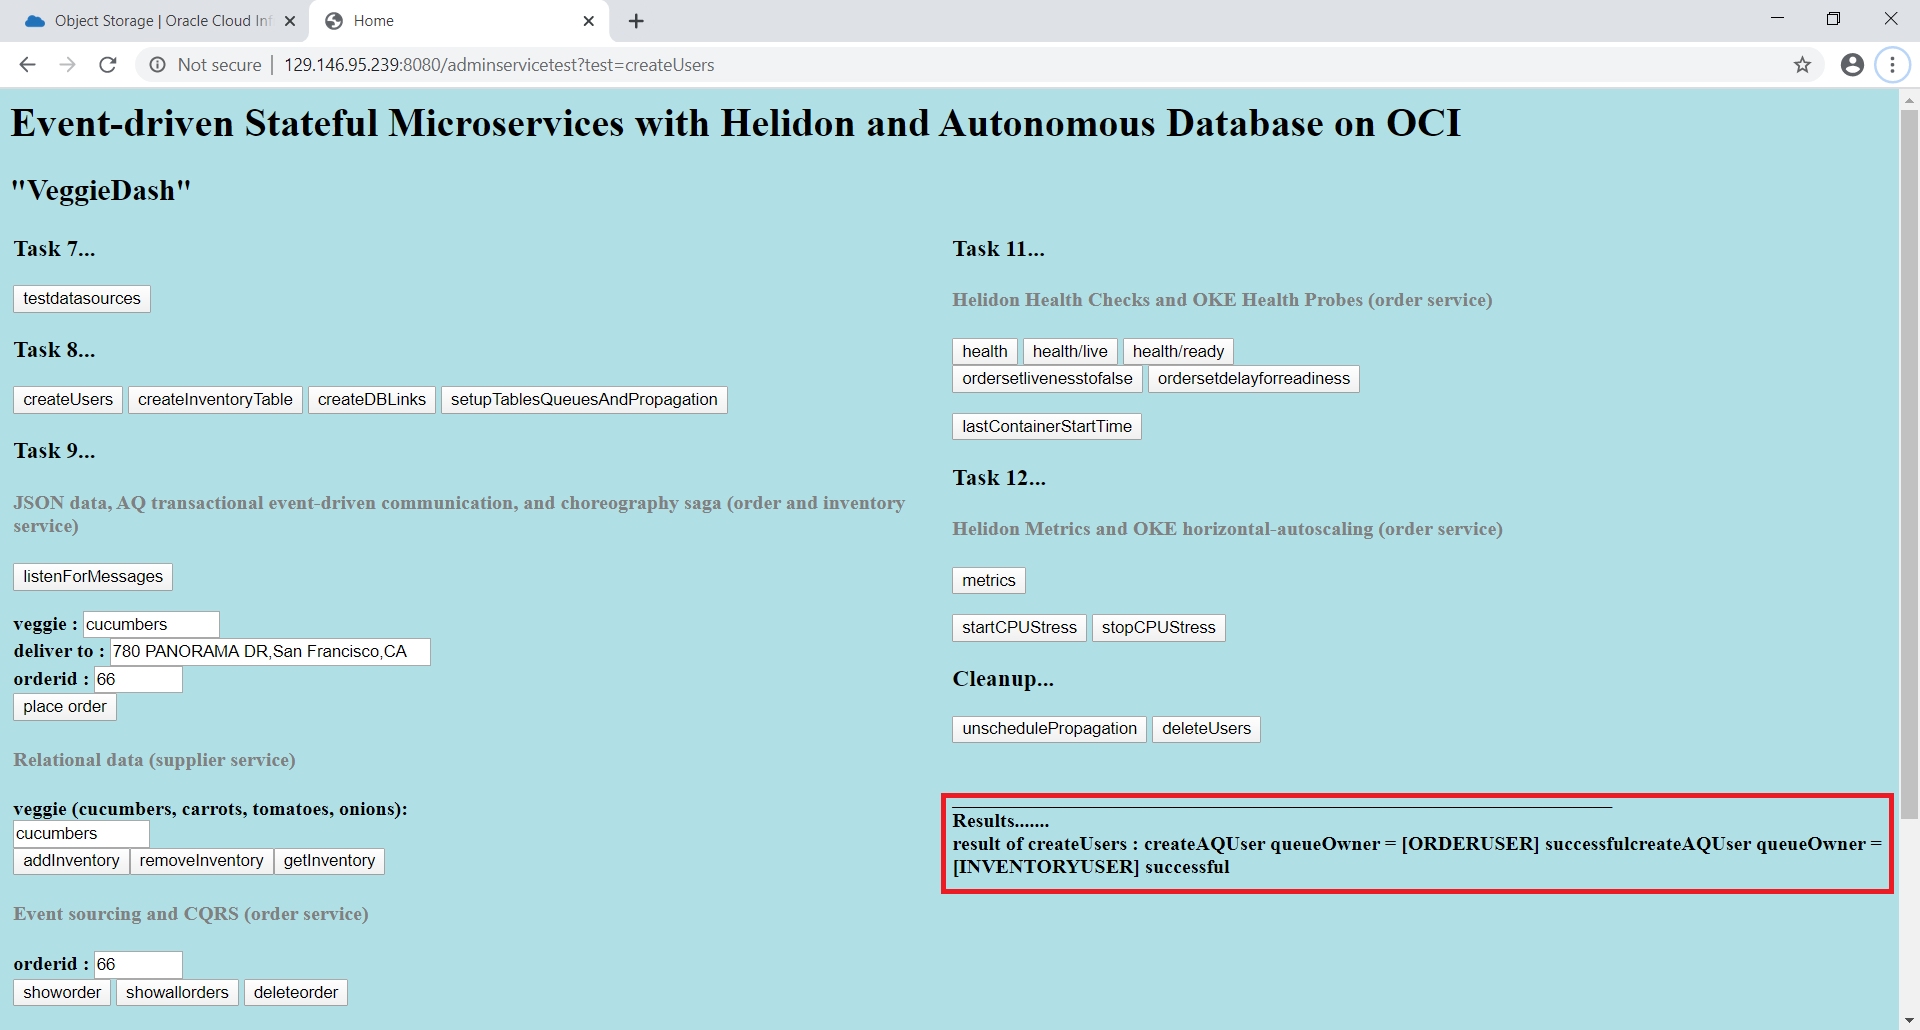 Object Storage | Oracle Cloud Inf
Home
Not secure | 129.146.95.239:8080/adminservicetest?test=createUsers
Event-driven Stateful Microservices with Helidon and Autonomous Database on OCI
"VeggieDash"
Task 7...
testdatasources
Task 8...
createUsers createInventoryTable createDBLinks setupTablesQueuesAndPropagation
Task 9...
JSON data, AQ transactional event-driven communication, and choreography saga (order and inventory
service)
listenForMessages
veggie : cucumbers
deliver to : 780 PANORAMA DR,San Francisco,CA
orderid : 66
place order
Relational data (supplier service)
veggie (cucumbers, carrots, tomatoes, onions):
cucumbers
addInventory removeInventory getInventory
Event sourcing and CQRS (order service)
orderid : 66
showorder showallorders deleteorder
Task 11...
Helidon Health Checks and OKE Health Probes (order service)
health health/live health/ready
ordersetlivenesstofalse ordersetdelayforreadiness
lastContainerStartTime
Task 12...
Helidon Metrics and OKE horizontal-autoscaling (order service)
metrics
startCPUStress stopCPUStress
Cleanup...
unschedulePropagation deleteUsers
Results.......
result of createUsers : createAQUser queueOwner = [ORDERUSER] successfulcreateAQUser queueOwner =
[INVENTORYUSER] successful